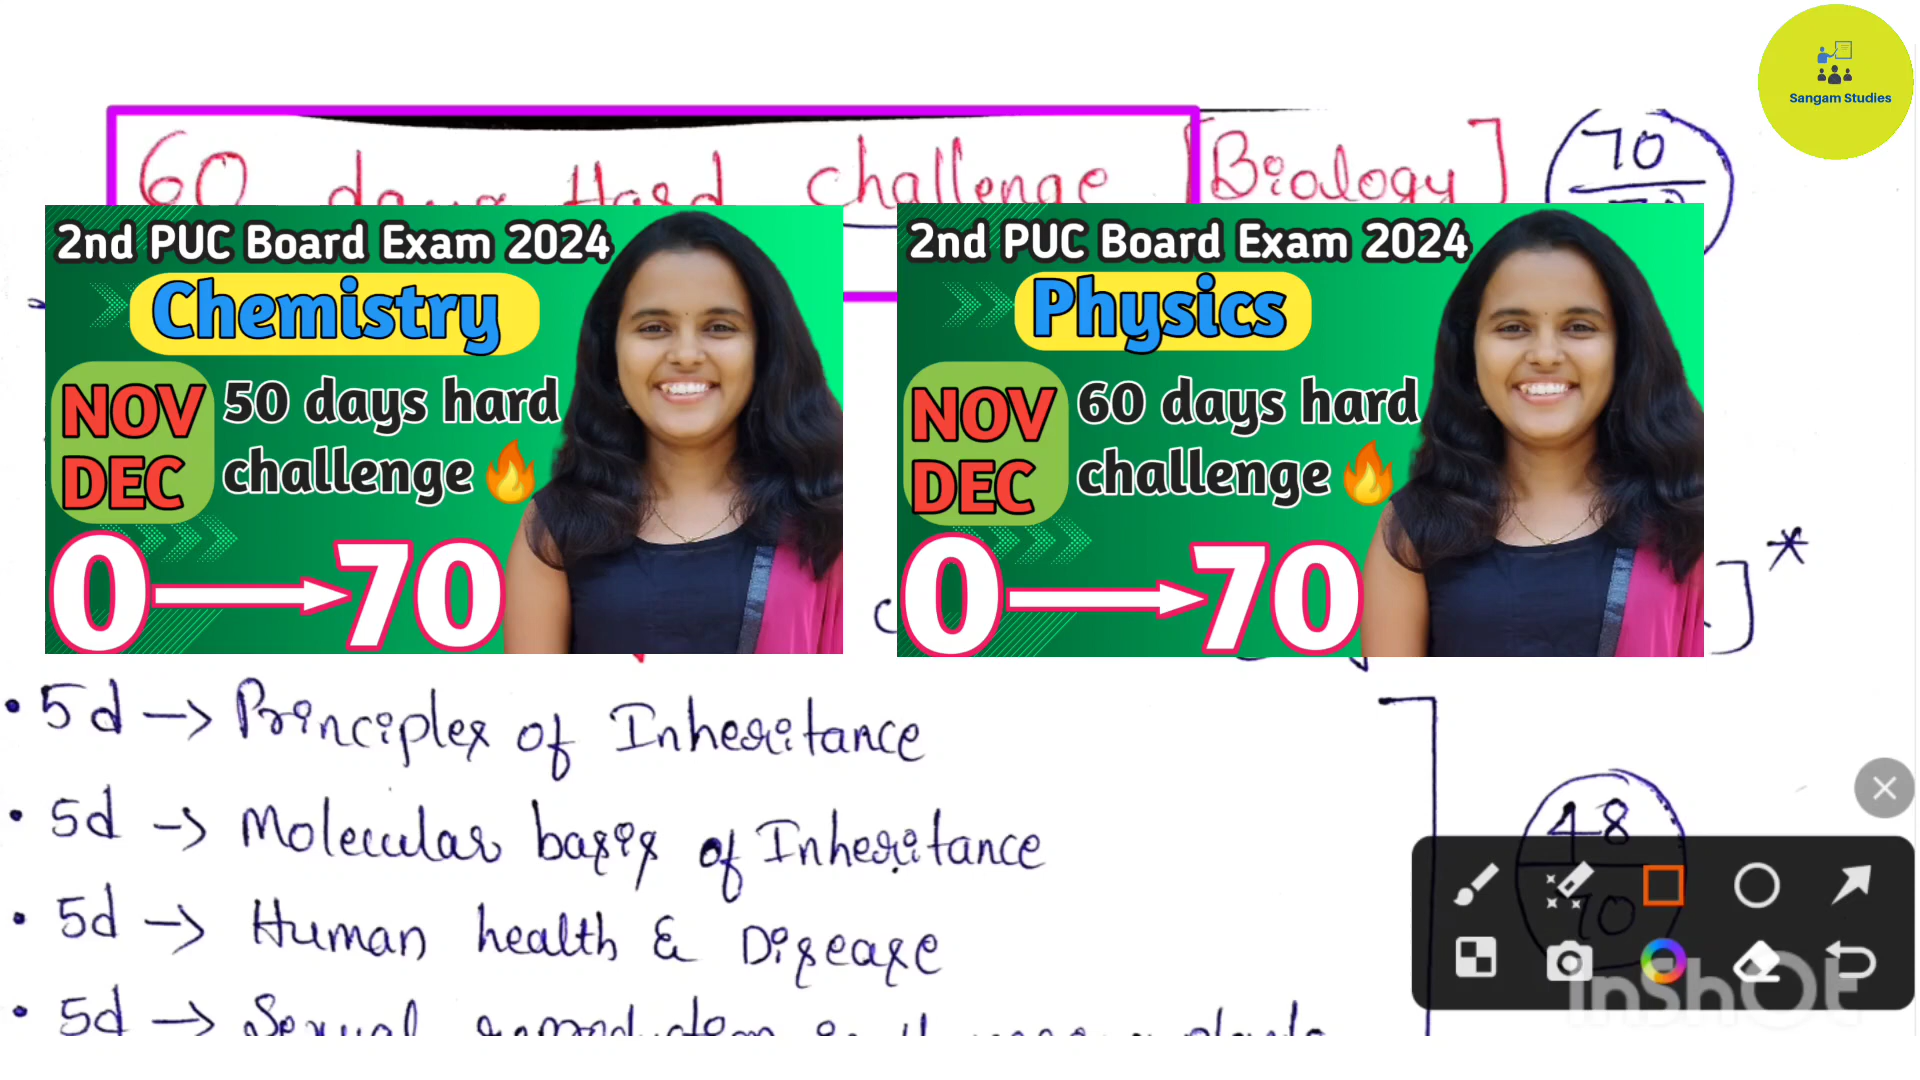 Sangam Studies
60 days Hard challenge [Biology] 70
2nd PUC Board Exam 2024
Chemistry
NOV
DEC
50 days hard
challenge 🔥
0 → 70
2nd PUC Board Exam 2024
Physics
NOV
DEC
60 days hard
challenge 🔥
0 → 70
]*
• 5d → Principles of Inheritance
• 5d → Molecular basis of Inheritance
• 5d → Human health & Disease
• 5d → Sexual
48
70
InShOt